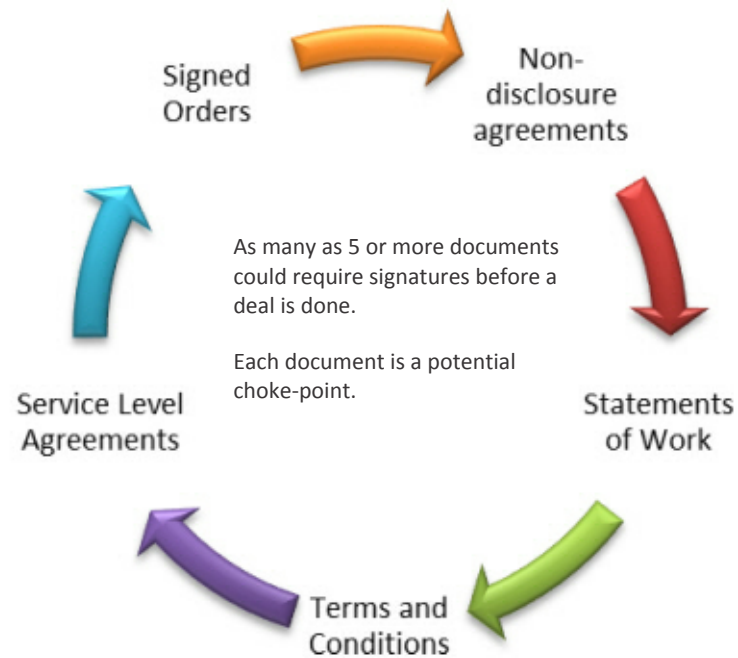 Signed
Orders
Non-
disclosure
agreements
As many as 5 or more documents
could require signatures before a
deal is done.
Each document is a potential
choke-point.
Service Level
Agreements
Statements
of Work
Terms and
Conditions